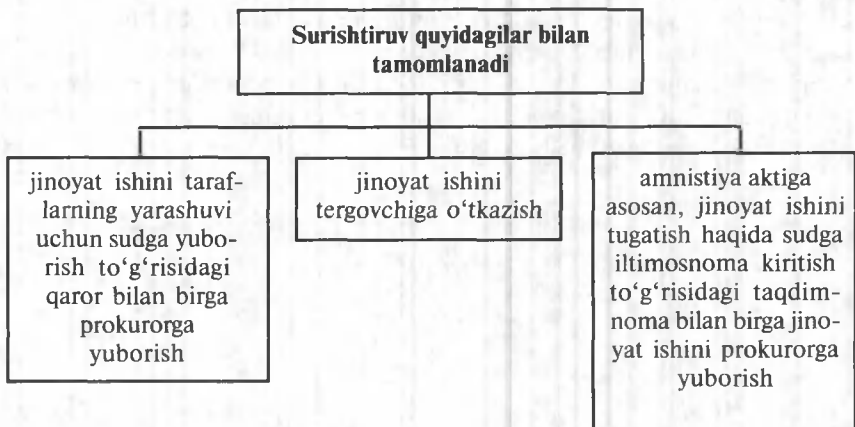 Surishtiruv quyidagilar bilan
tamomlanadi
jinoyat ishini taraf-
larning yarashuvi
uchun sudga yubo-
rish to‘g‘risidagi
qaror bilan birga
prokurorga
yuborish
jinoyat ishini
tergovchiga o‘tkazish
amnistiya aktiga
asosan, jinoyat ishini
tugatish haqida sudga
iltimosnoma kiritish
to‘g‘risidagi taqdim-
noma bilan birga jino-
yat ishini prokurorga
yuborish